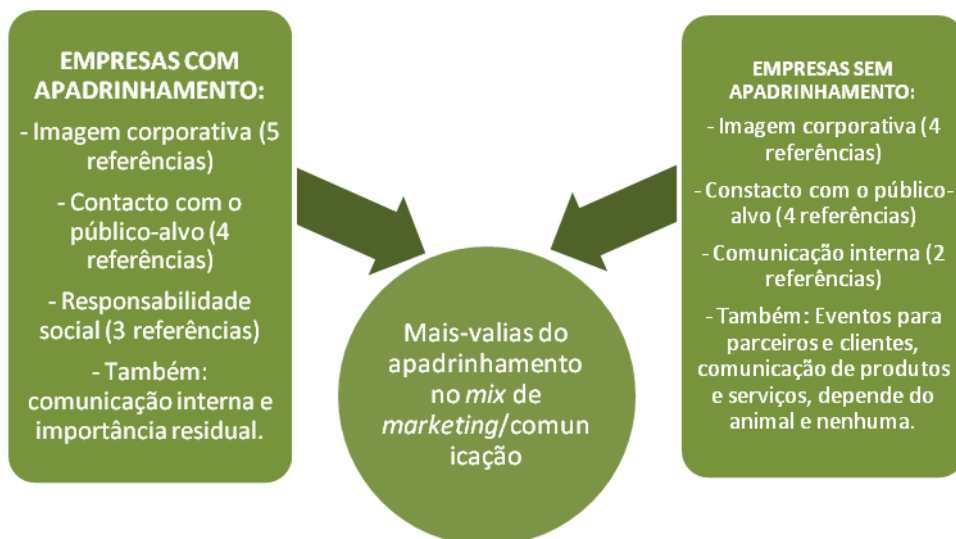 EMPRESAS COM
APADRINHAMENTO:
- Imagem corporativa (5
referências)
- Contacto com o
público-alvo (4
referências)
- Responsabilidade
social (3 referências)
- Também:
comunicação interna e
importância residual.
Mais-valias do
apadrinhamento
no mix de
marketing/comun
icação
EMPRESAS SEM
APADRINHAMENTO:
- Imagem corporativa (4
referências)
- Constacto com o público-
alvo (4 referências)
- Comunicação interna (2
referências)
- Também: Eventos para
parceiros e clientes,
comunicação de produtos
e serviços, depende do
animal e nenhuma.